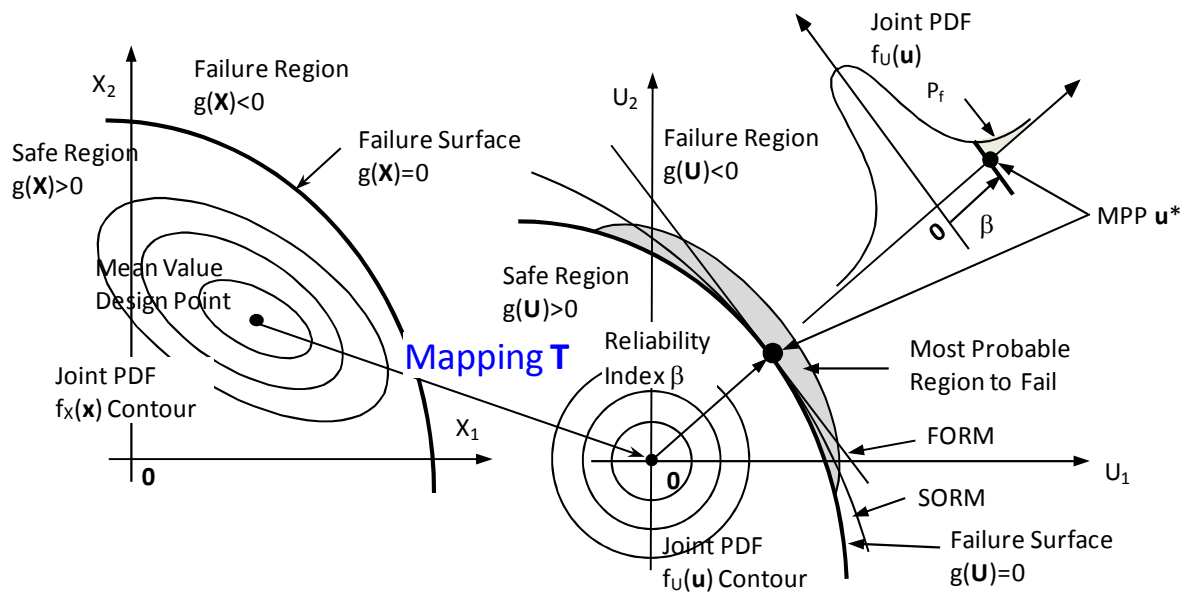 X2
Failure Region
g(X)<0
Safe Region
g(X)>0
Failure Surface
g(X)=0
Mean Value
Design Point
Joint PDF
fX(x) Contour
X1
0
Mapping T
U2
Failure Region
g(U)<0
Safe Region
g(U)>0
Reliability
Index β
0
Joint PDF
fU(u) Contour
U1
Joint PDF
fU(u)
Pf
0
β
MPP u*
Most Probable
Region to Fail
FORM
SORM
Failure Surface
g(U)=0